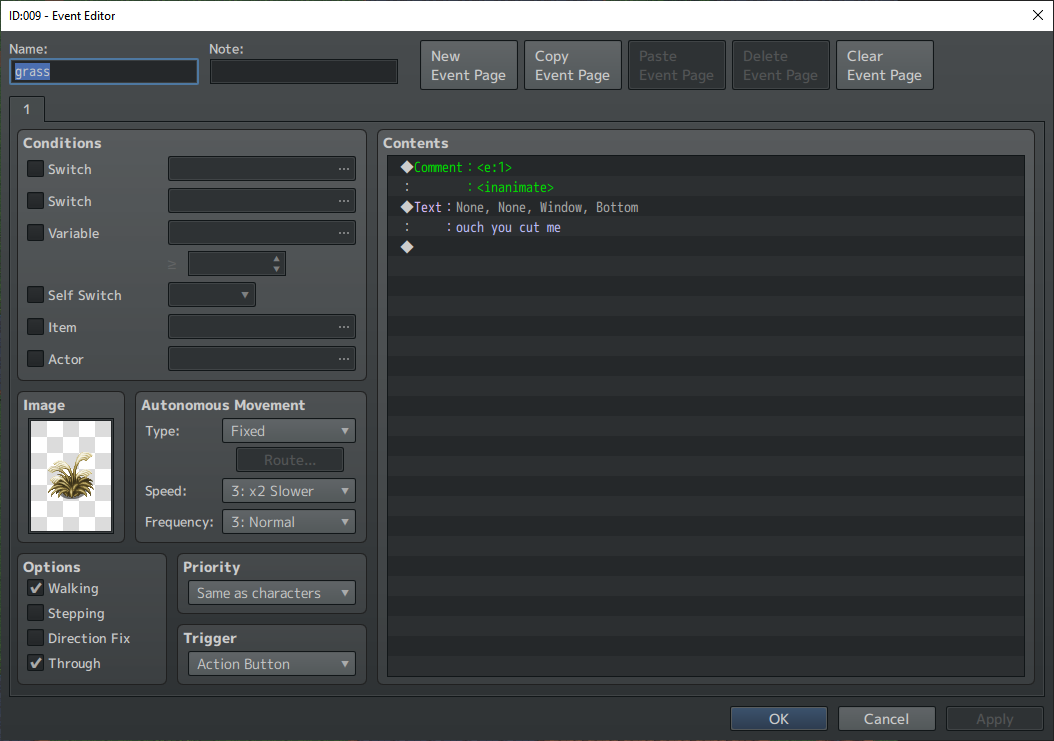 ID:009 - Event Editor
Name:
Note:
grass
New
Event Page
Copy
Event Page
Paste
Event Page
Delete
Event Page
Clear
Event Page
1
Conditions
Switch
...
Switch
...
Variable
...
≥
Self Switch
Item
...
Actor
...
Image
Autonomous Movement
Type:
Fixed
Route...
Speed:
3: x2 Slower
Frequency:
3: Normal
Options
Walking
Stepping
Direction Fix
Through
Priority
Same as characters
Trigger
Action Button
Contents
◆Comment：<e:1>
：　　　：<inanimate>
◆Text：None, None, Window, Bottom
：　　：ouch you cut me
◆
OK
Cancel
Apply